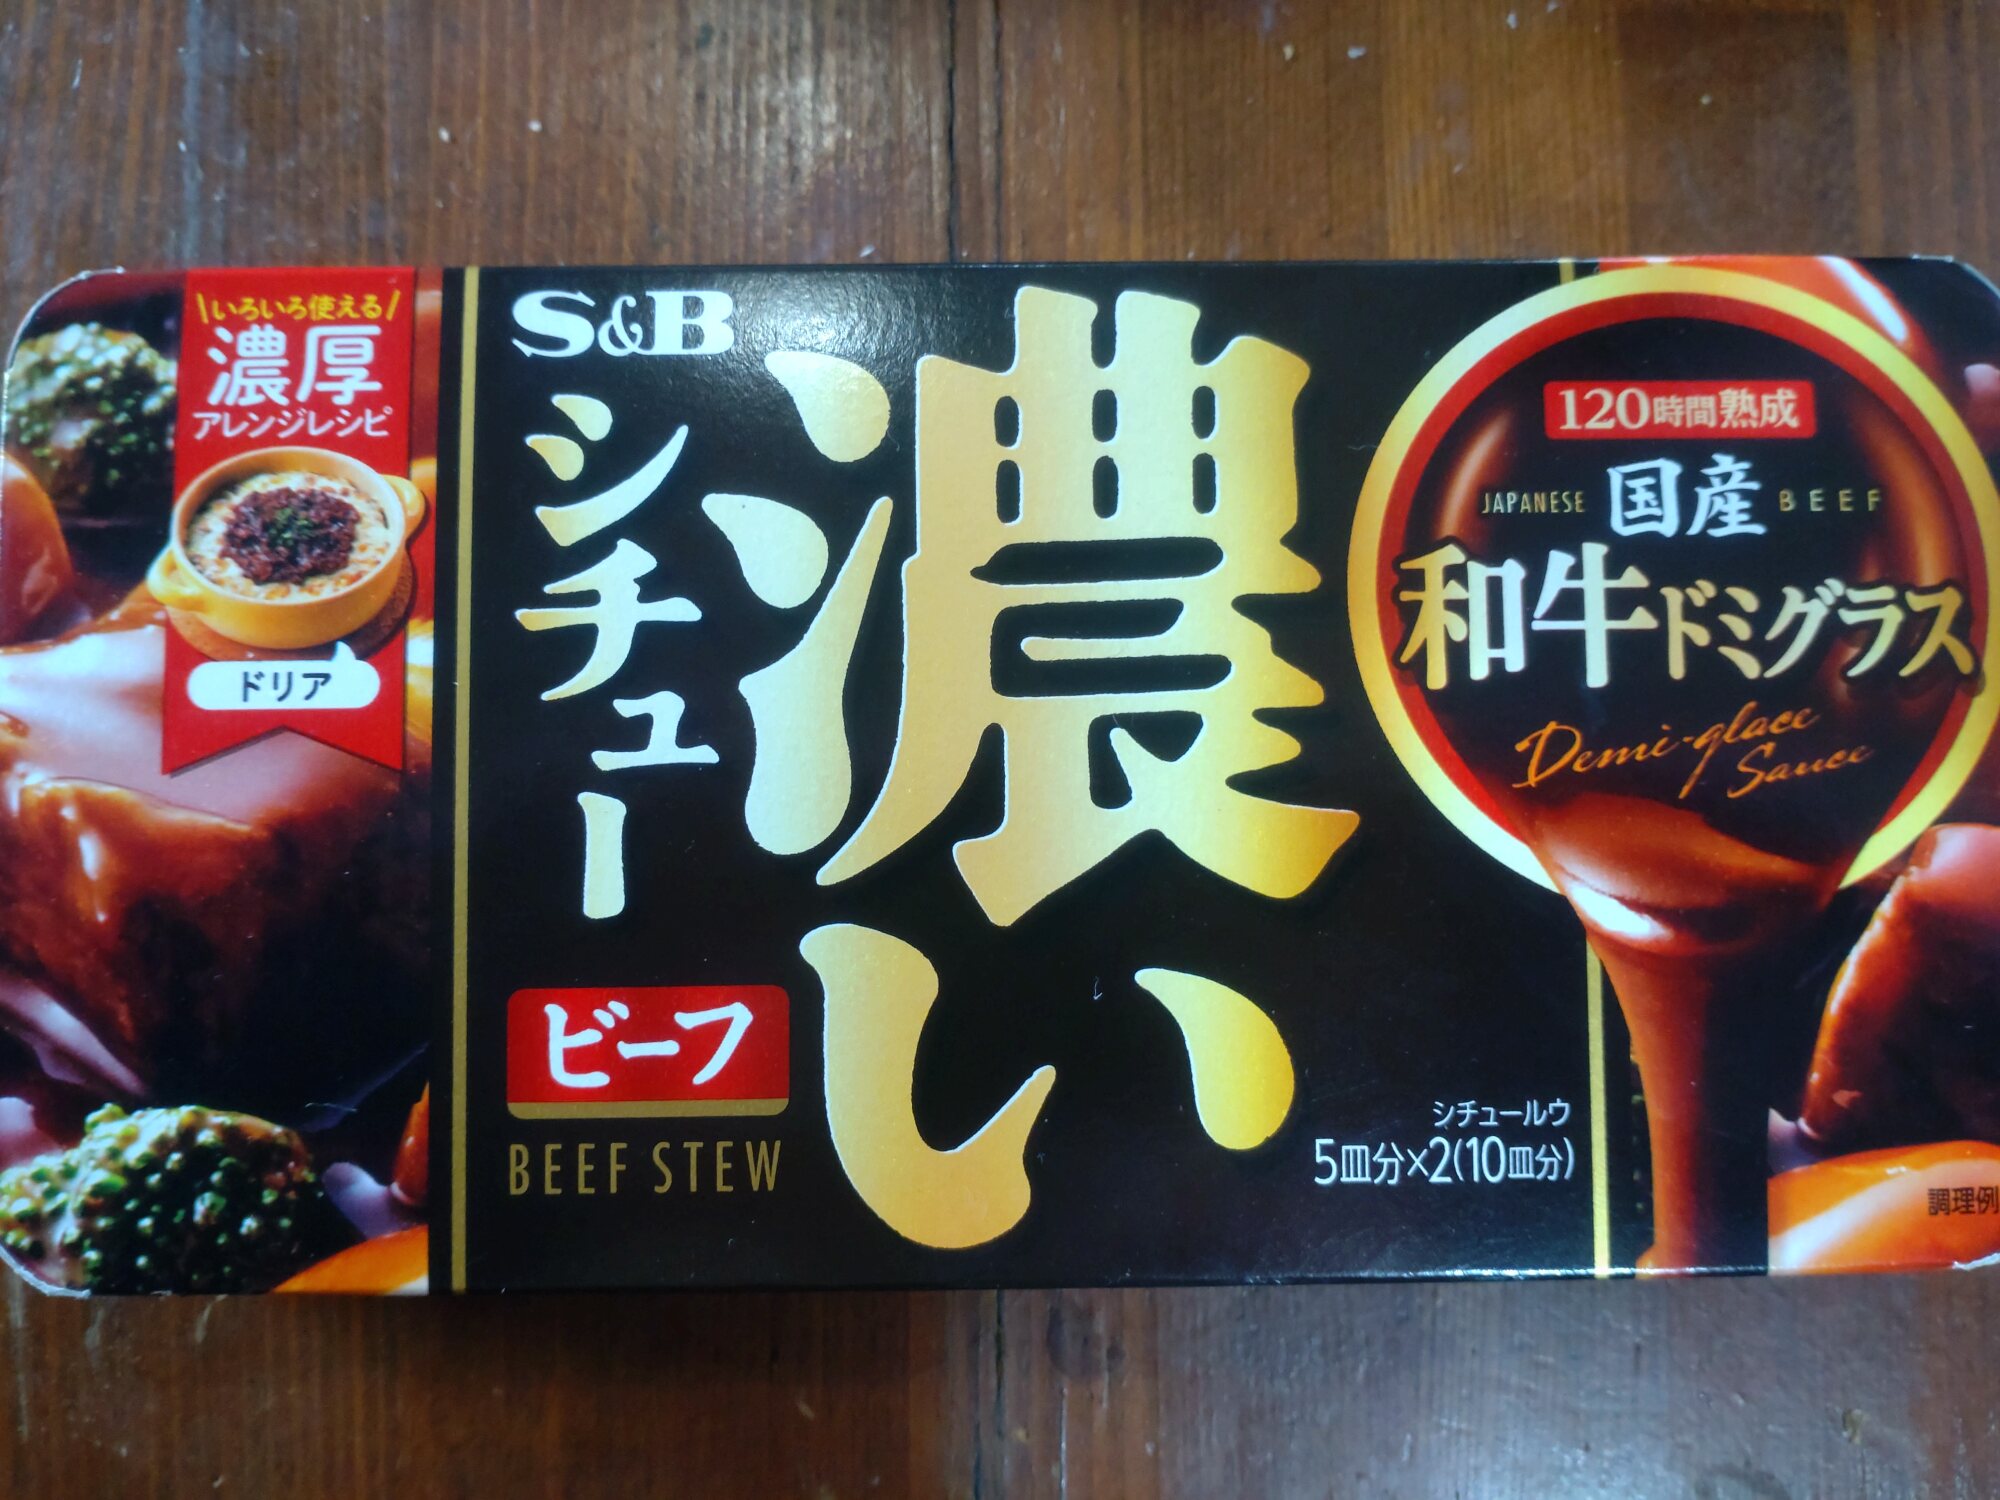 \いろいろ使える/
濃厚
アレンジレシピ
ドリア
S&B
濃い
シチュー
ビーフ
BEEF STEW
120時間熟成
JAPANESE 国産 BEEF
和牛ドミグラス
Demi-glace
Sauce
シチュールウ
5皿分×2(10皿分)
調理例